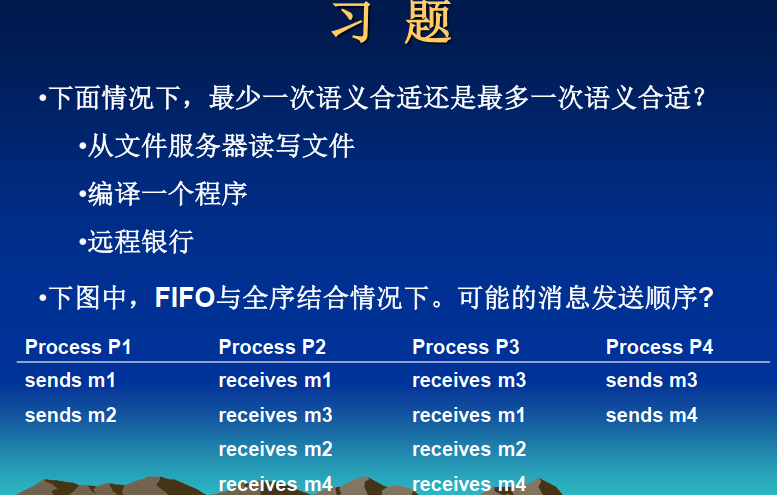 习 题
•下面情况下，最少一次语义合适还是最多一次语义合适？
•从文件服务器读写文件
•编译一个程序
•远程银行
•下图中，FIFO与全序结合情况下。可能的消息发送顺序?
Process P1 Process P2 Process P3 Process P4
sends m1 receives m1 receives m3 sends m3
sends m2 receives m3 receives m1 sends m4
receives m2 receives m2
receives m4 receives m4